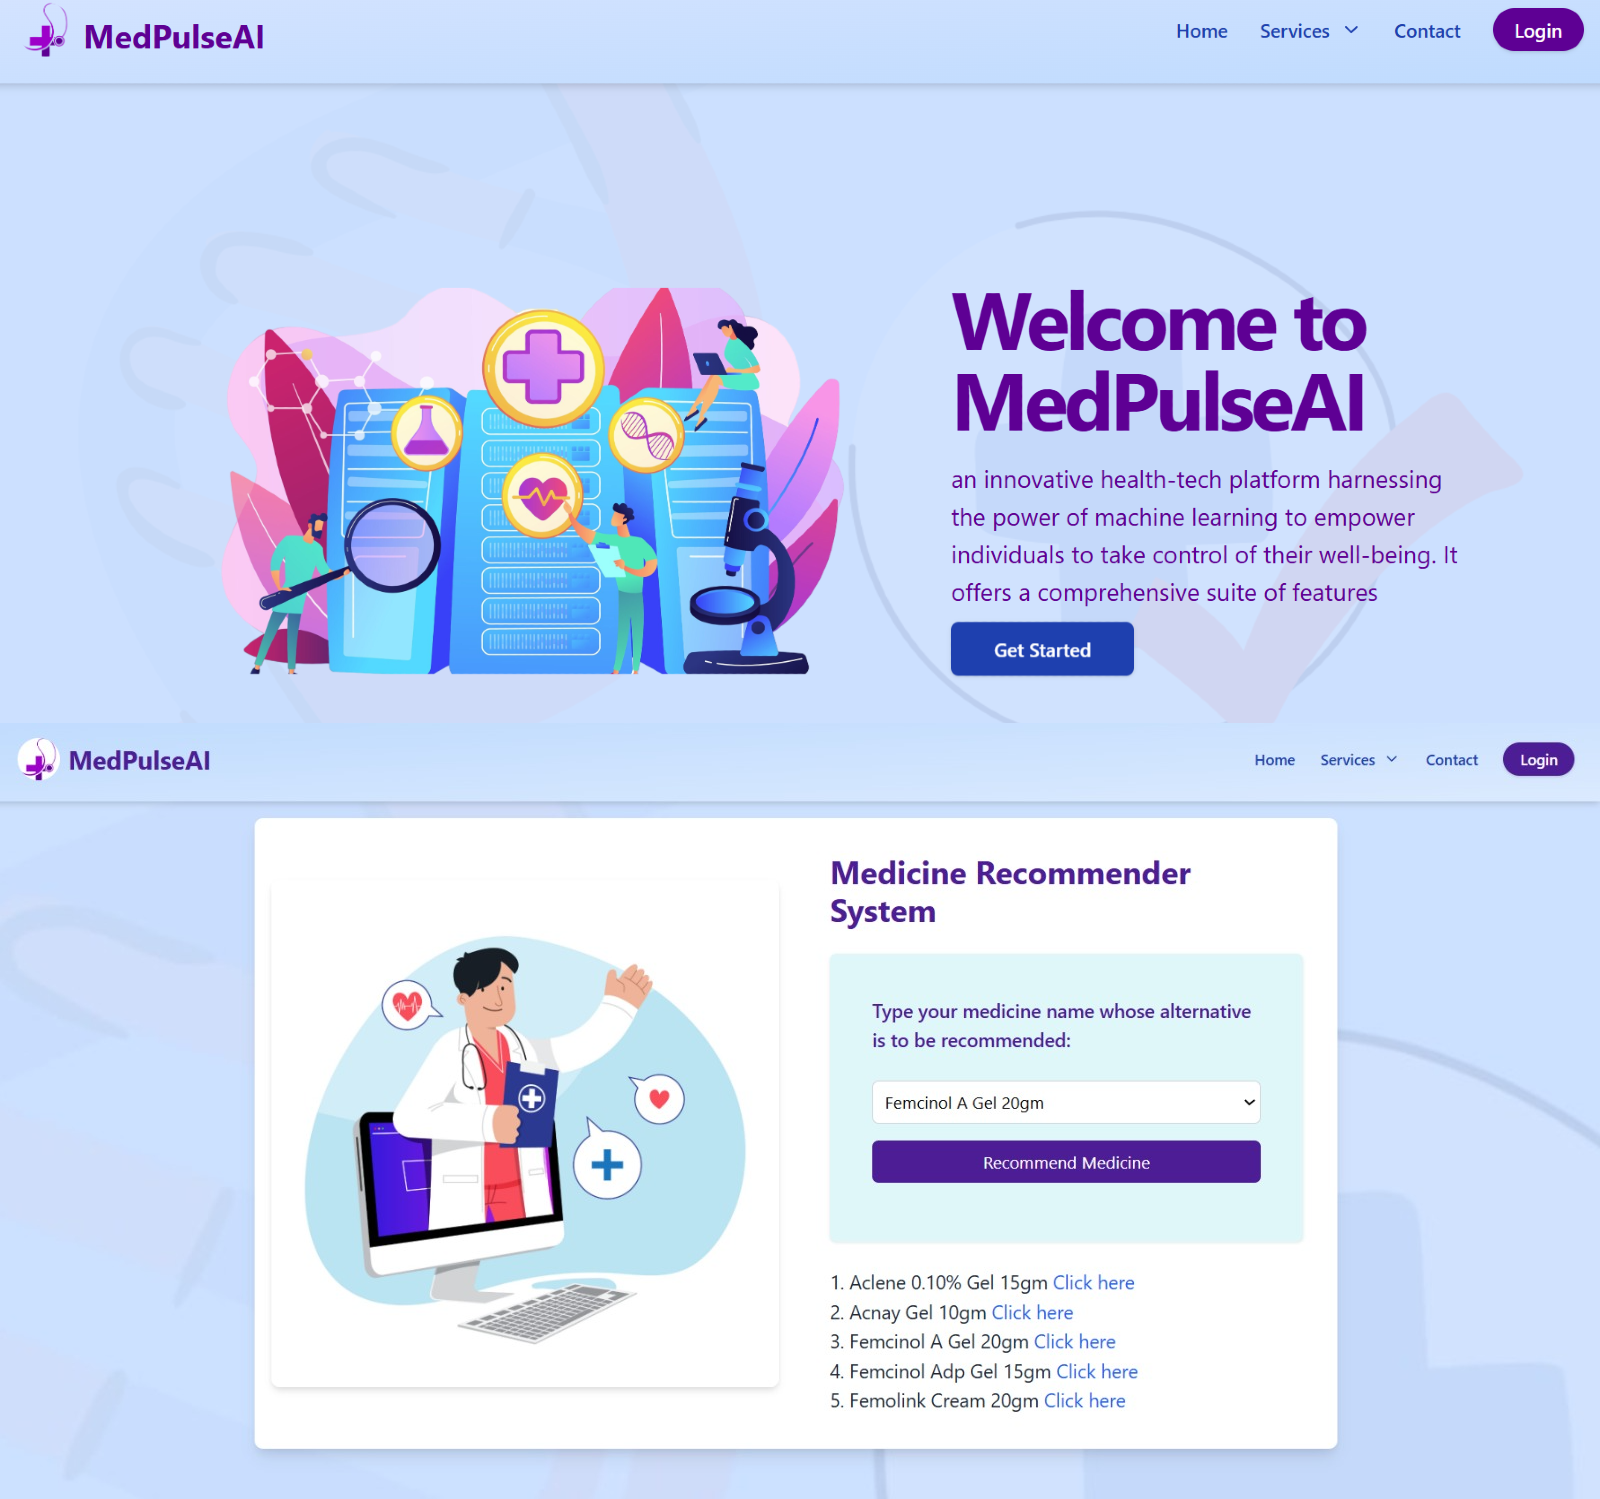 MedPulseAI
Home Services Contact Login
Welcome to
MedPulseAI
an innovative health-tech platform harnessing
the power of machine learning to empower
individuals to take control of their well-being. It
offers a comprehensive suite of features
Get Started
MedPulseAI
Home Services Contact Login
Medicine Recommender
System
Type your medicine name whose alternative
is to be recommended:
Femcinol A Gel 20gm
Recommend Medicine
1. Aclene 0.10% Gel 15gm Click here
2. Acnay Gel 10gm Click here
3. Femcinol A Gel 20gm Click here
4. Femcinol Adp Gel 15gm Click here
5. Femolink Cream 20gm Click here